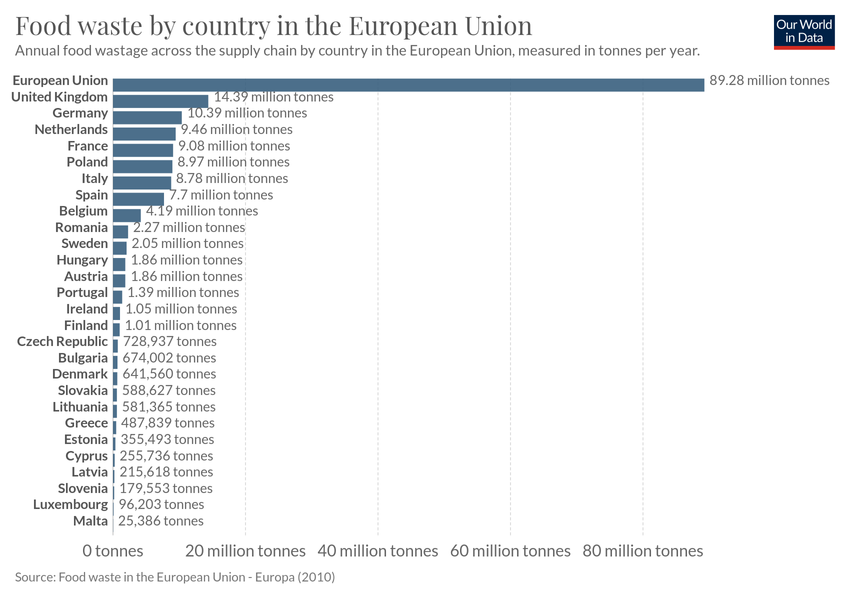 Food waste by country in the European Union
Annual food wastage across the supply chain by country in the European Union, measured in tonnes per year.
Our World
in Data
European Union 89.28 million tonnes
United Kingdom 14.39 million tonnes
Germany 10.39 million tonnes
Netherlands 9.46 million tonnes
France 9.08 million tonnes
Poland 8.97 million tonnes
Italy 8.78 million tonnes
Spain 7.7 million tonnes
Belgium 4.19 million tonnes
Romania 2.27 million tonnes
Sweden 2.05 million tonnes
Hungary 1.86 million tonnes
Austria 1.86 million tonnes
Portugal 1.39 million tonnes
Ireland 1.05 million tonnes
Finland 1.01 million tonnes
Czech Republic 728,937 tonnes
Bulgaria 674,002 tonnes
Denmark 641,560 tonnes
Slovakia 588,627 tonnes
Lithuania 581,365 tonnes
Greece 487,839 tonnes
Estonia 355,493 tonnes
Cyprus 255,736 tonnes
Latvia 215,618 tonnes
Slovenia 179,553 tonnes
Luxembourg 96,203 tonnes
Malta 25,386 tonnes
0 tonnes 20 million tonnes 40 million tonnes 60 million tonnes 80 million tonnes
Source: Food waste in the European Union - Europa (2010)